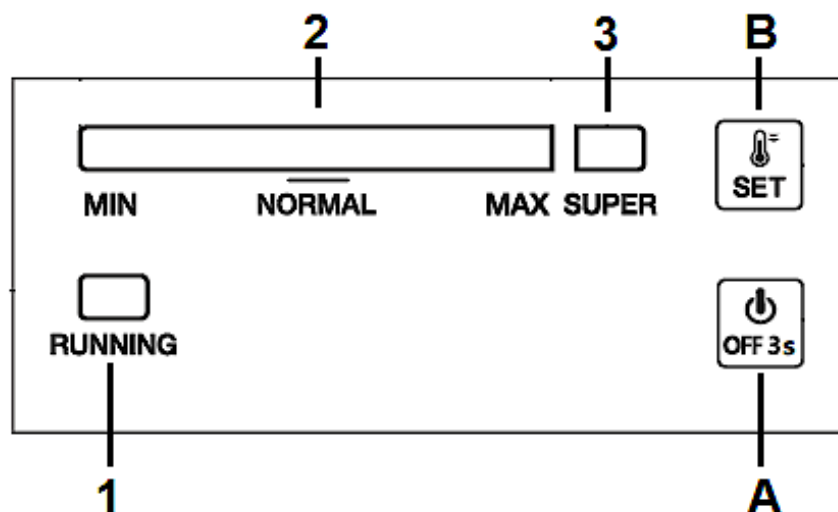 2 3 B
MIN NORMAL MAX SUPER
SET
RUNNING
OFF 3s
1 A